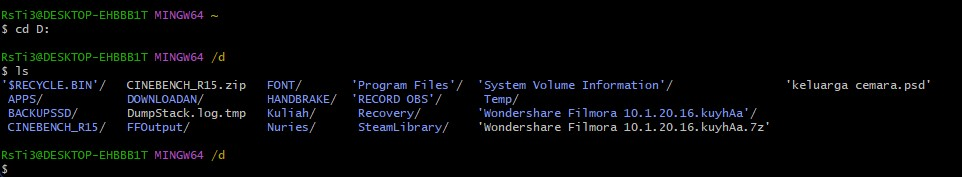 RsTi3@DESKTOP-EHBBB1T MINGW64 ~
$ cd D:
RsTi3@DESKTOP-EHBBB1T MINGW64 /d
$ ls
'$RECYCLE.BIN'/ CINEBENCH_R15.zip FONT/ 'Program Files'/ 'System Volume Information'/ 'keluarga cemara.psd'
APPS/ DOWNLOADAN/ HANDBRAKE/ 'RECORD OBS'/ Temp/
BACKUPSSD/ DumpStack.log.tmp Kuliah/ Recovery/ 'Wondershare Filmora 10.1.20.16.kuyhAa'/
CINEBENCH_R15/ FFOutput/ Nuries/ SteamLibrary/ 'Wondershare Filmora 10.1.20.16.kuyhAa.7z'
RsTi3@DESKTOP-EHBBB1T MINGW64 /d
$